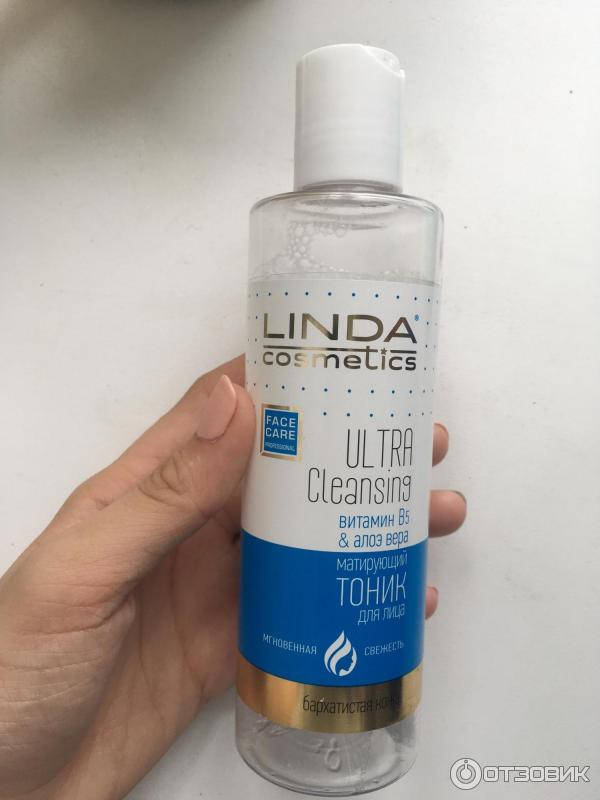 LINDA®
cosmetics
FACE
CARE
PROFESSIONAL
ULTRA
Cleansing
витамин B5
& алоэ вера
матирующий
ТОНИК
для лица
МГНОВЕННАЯ СВЕЖЕСТЬ
бархатистая
ОТЗОВИК